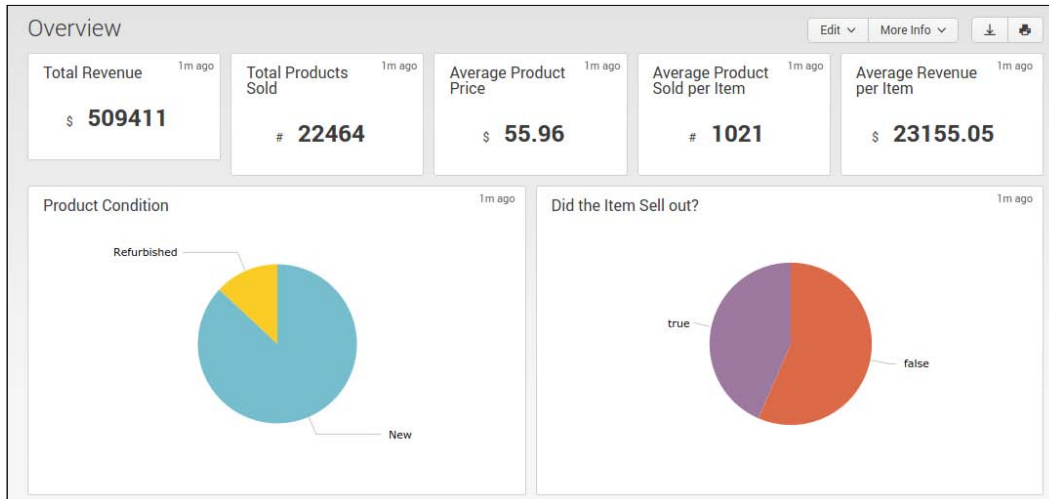 Overview
Edit
More Info
Total Revenue
1m ago
$ 509411
Total Products
Sold
1m ago
# 22464
Average Product
Price
1m ago
$ 55.96
Average Product
Sold per Item
1m ago
# 1021
Average Revenue
per Item
1m ago
$ 23155.05
Product Condition
1m ago
Refurbished
New
Did the Item Sell out?
1m ago
true
false